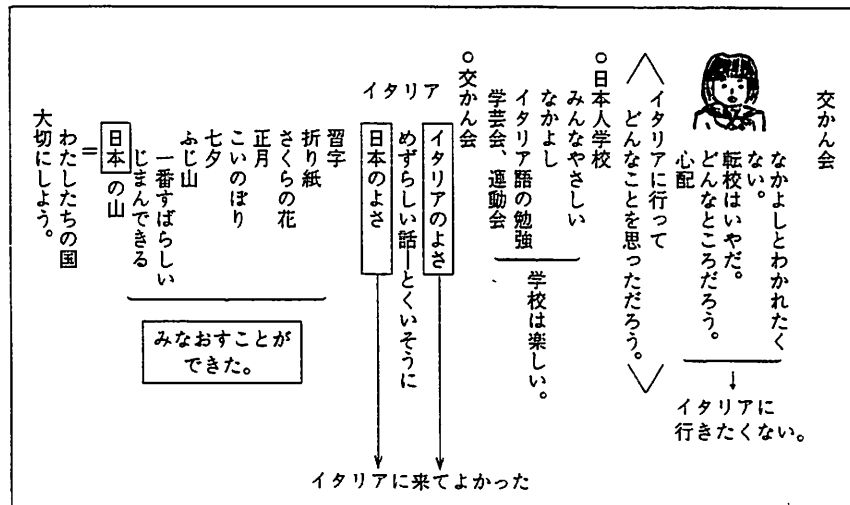 交かん会
なかよしとわかれたく
ない。
転校はいやだ。
どんなところだろう。
心配
↓
イタリアに
行きたくない。
イタリアに行って
どんなことを思っただろう。
○日本人学校
みんなやさしい
なかよし
イタリア語の勉強
学芸会、運動会
学校は楽しい。
○交かん会
イタリア
イタリアのよさ
めずらしい話―とくいそうに
日本のよさ
イタリアに来てよかった
習字
折り紙
さくらの花
正月
こいのぼり
七夕
ふじ山
一番すばらしい
じまんできる
みなおすことが
できた。
日本の山
=
わたしたちの国
大切にしよう。